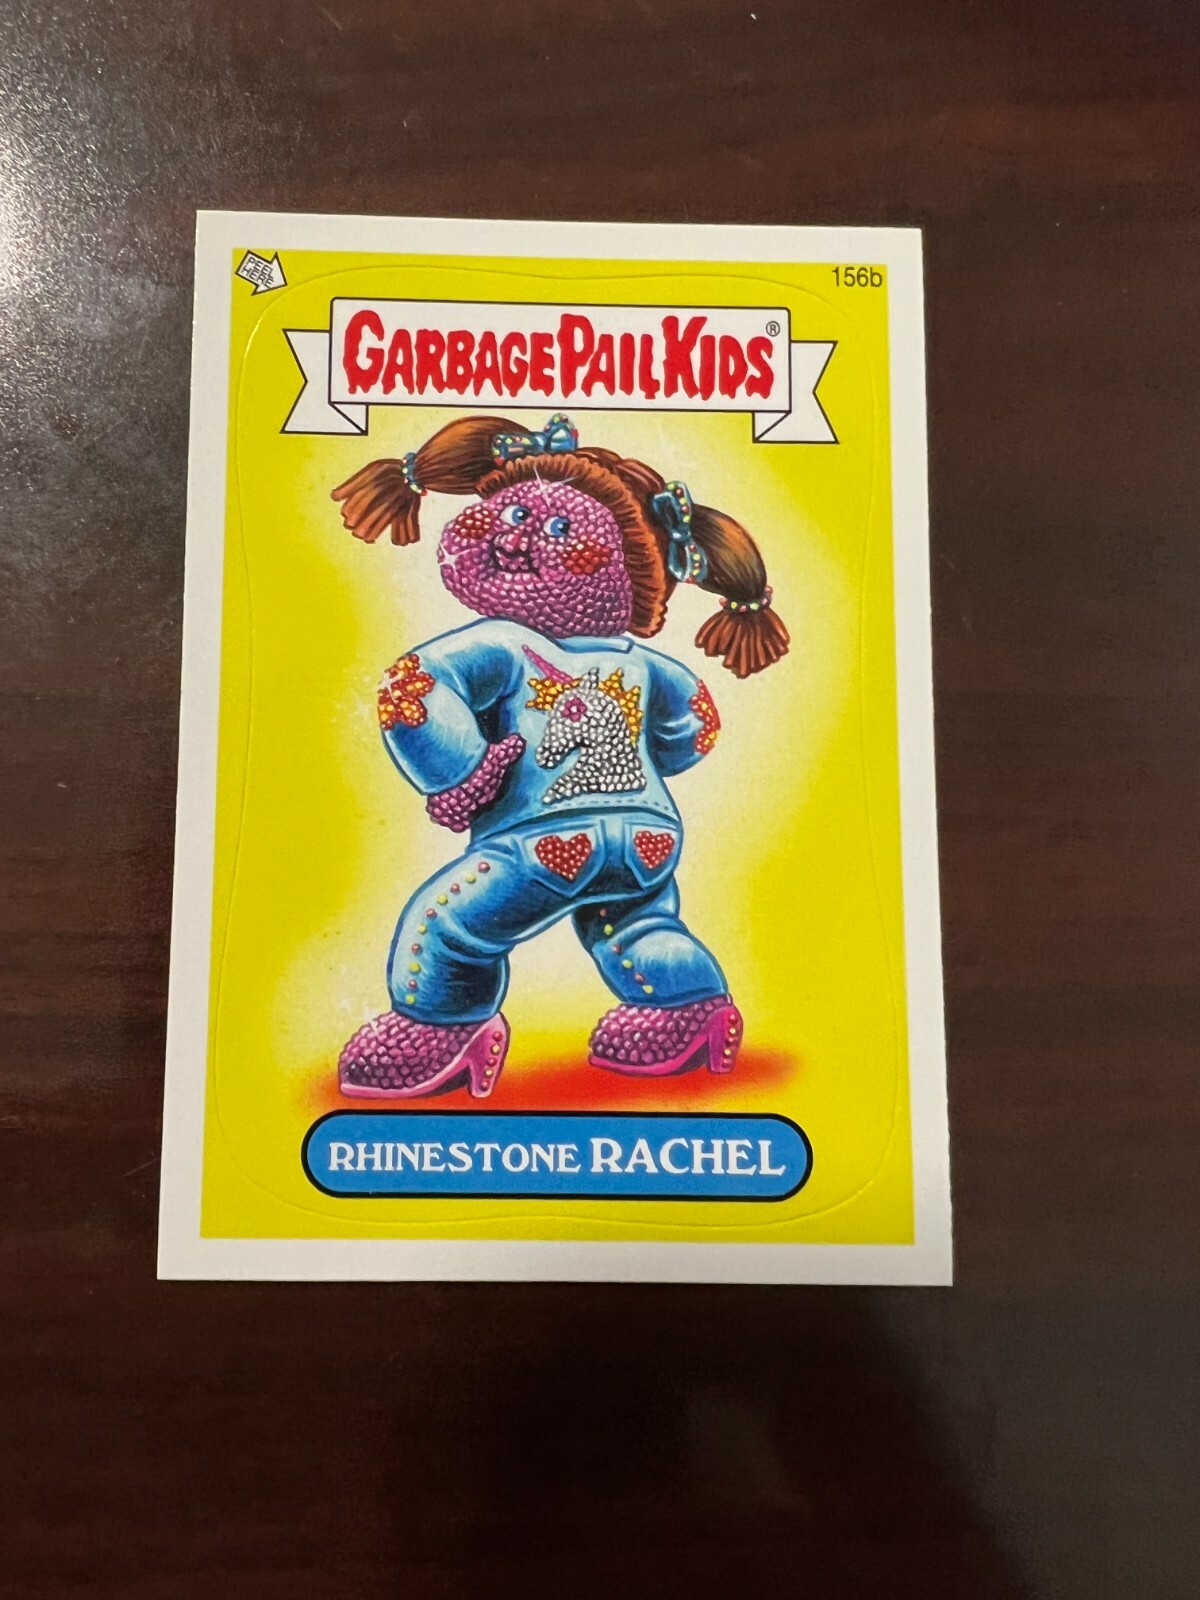 PEEL
HERE
156b
GARBAGE PAIL KIDS®
RHINESTONE RACHEL